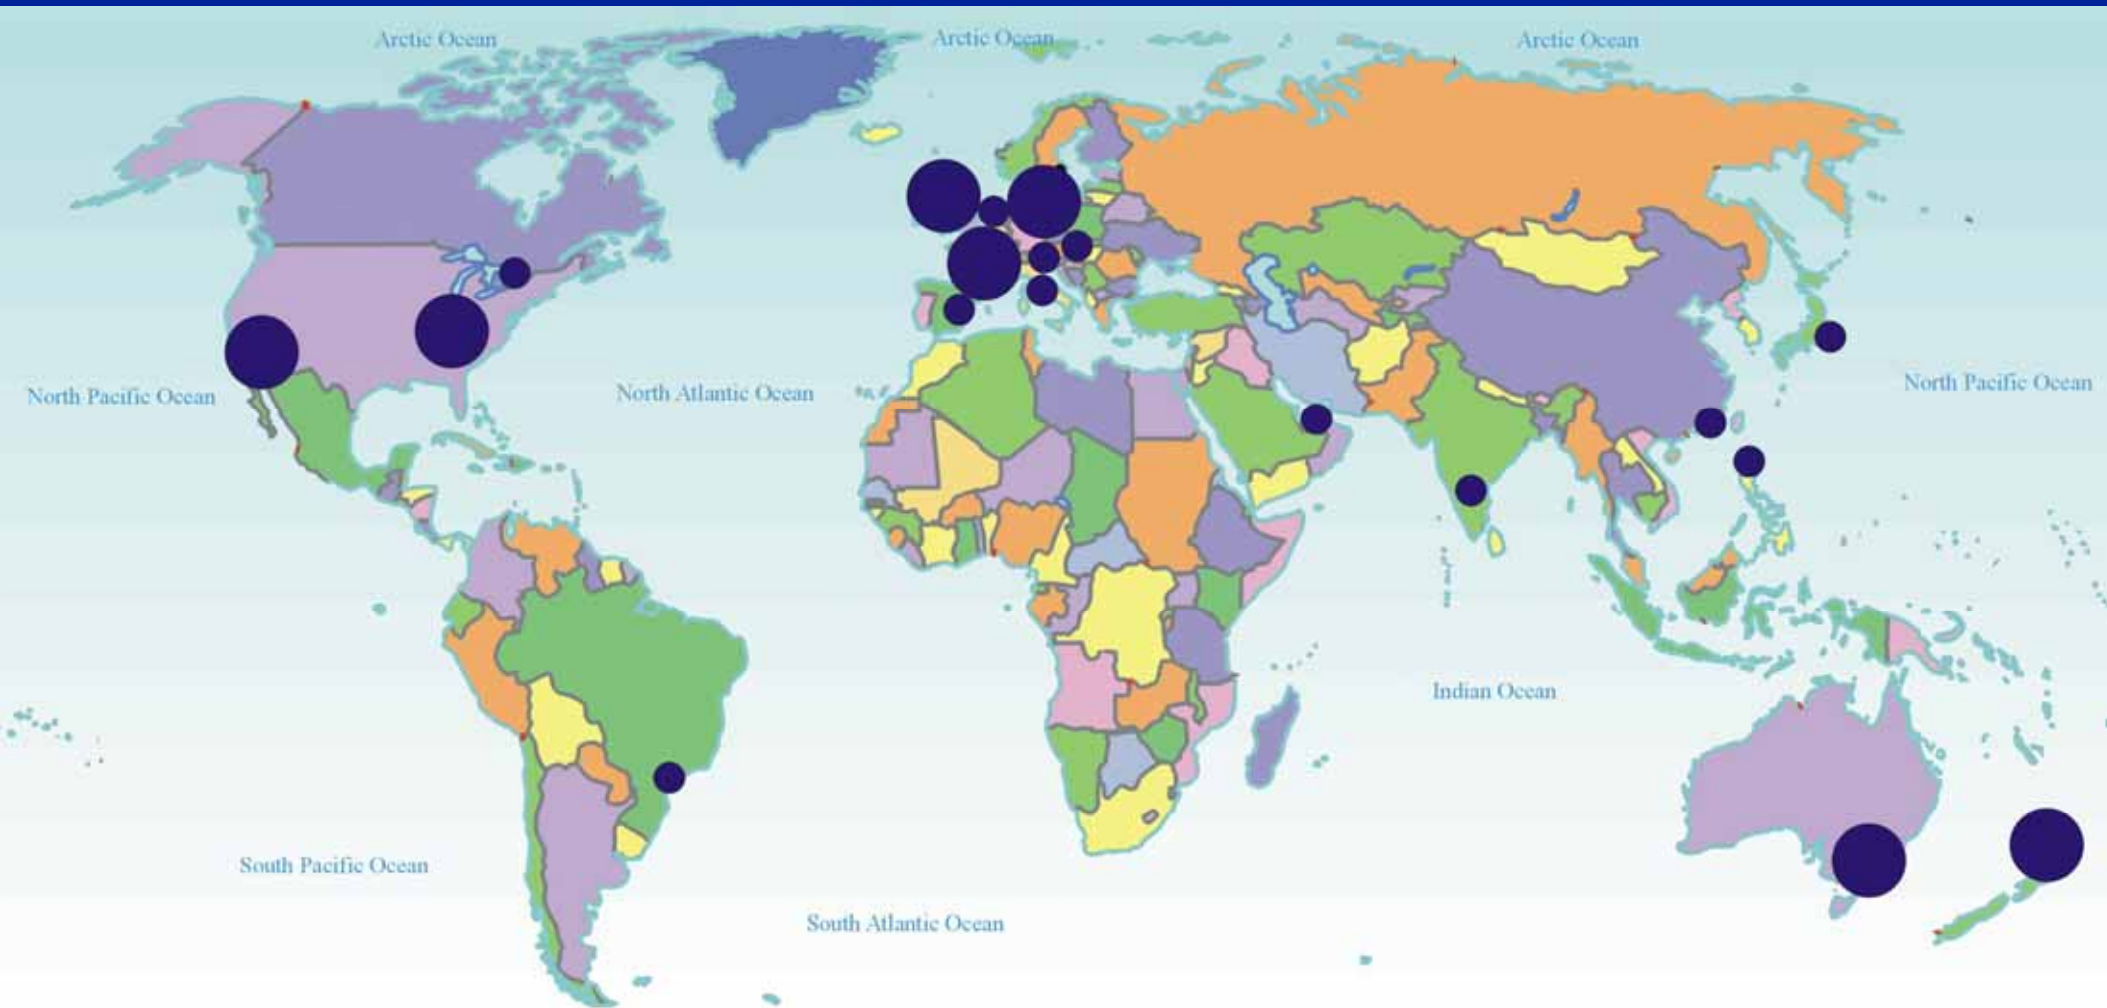 Arctic Ocean
Arctic Ocean
Arctic Ocean
North Pacific Ocean
North Atlantic Ocean
North Pacific Ocean
Indian Ocean
South Pacific Ocean
South Atlantic Ocean